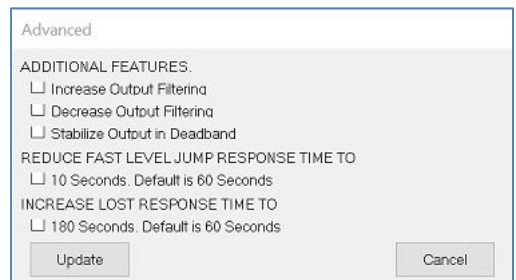 Advanced
ADDITIONAL FEATURES.
Increase Output Filtering
Decrease Output Filtering
Stabilize Output in Deadband
REDUCE FAST LEVEL JUMP RESPONSE TIME TO
10 Seconds. Default is 60 Seconds
INCREASE LOST RESPONSE TIME TO
180 Seconds. Default is 60 Seconds
Update Cancel